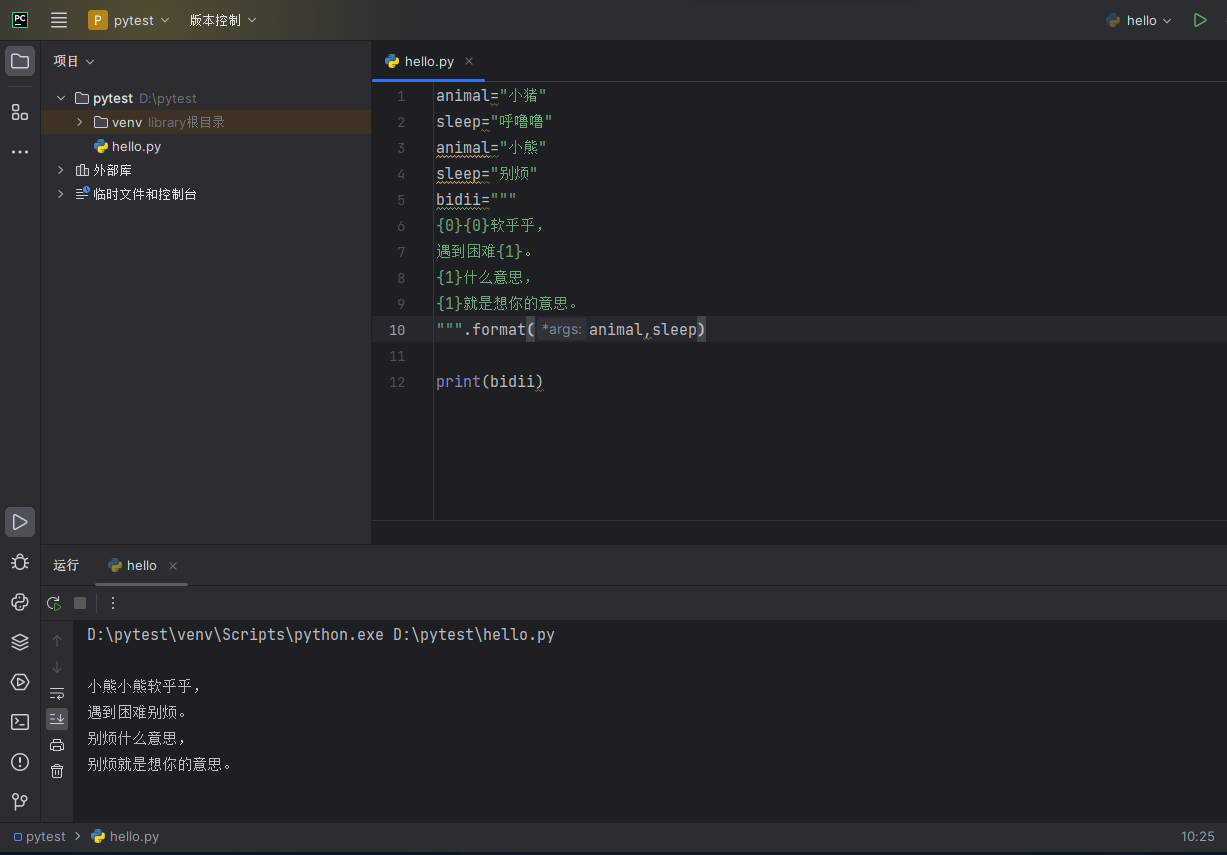 PC
P pytest
版本控制
hello
项目
hello.py
pytest D:\pytest
venv library根目录
hello.py
外部库
临时文件和控制台
1 animal="小猪"
2 sleep="呼噜噜"
3 animal="小熊"
4 sleep="别烦"
5 bidii="""
6 {0}{0}软乎乎，
7 遇到困难{1}。
8 {1}什么意思，
9 {1}就是想你的意思。
10 """.format( *args: animal,sleep)
11
12 print(bidii)
运行
hello
D:\pytest\venv\Scripts\python.exe D:\pytest\hello.py
小熊小熊软乎乎，
遇到困难别烦。
别烦什么意思，
别烦就是想你的意思。
pytest
hello.py
10:25